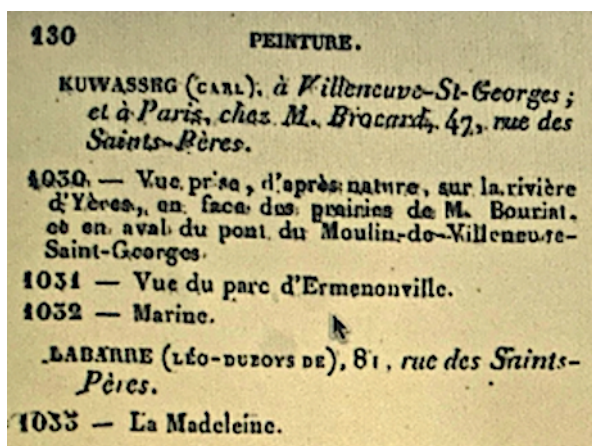 130 PEINTURE.
KUWASSEG (CARL), à Villeneuve-St-Georges;
et à Paris, chez M. Brocard, 47, rue des
Saints-Pères.
1030 — Vue prise, d'après nature, sur la rivière
d'Yères, en face des prairies de M. Bouriat,
et en aval du pont du Moulin-de-Villeneuve-
Saint-Georges.
1031 — Vue du parc d'Ermenonville.
1032 — Marine.
LABARRE (LÉO-DUBOYS DE), 81, rue des Saints-
Pères.
1033 — La Madeleine.